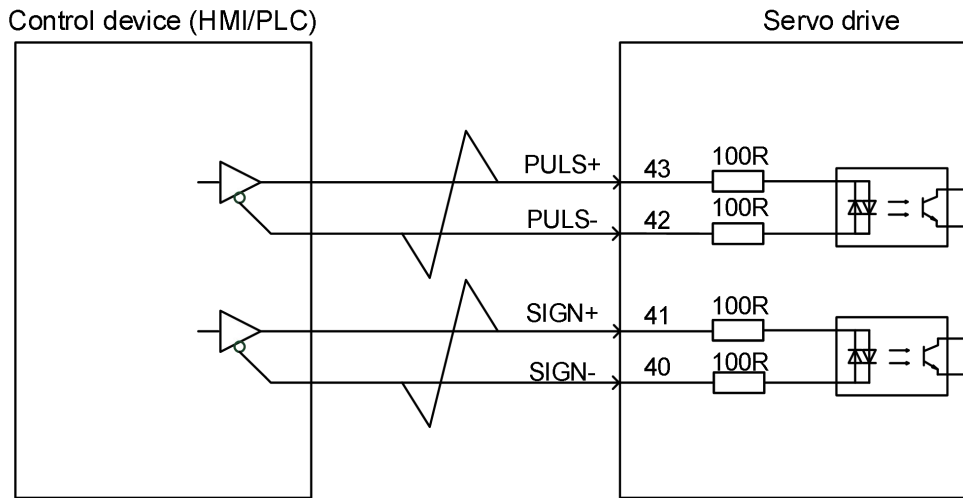 Control device (HMI/PLC)
Servo drive
PULS+ 43 100R
PULS- 42 100R
SIGN+ 41 100R
SIGN- 40 100R